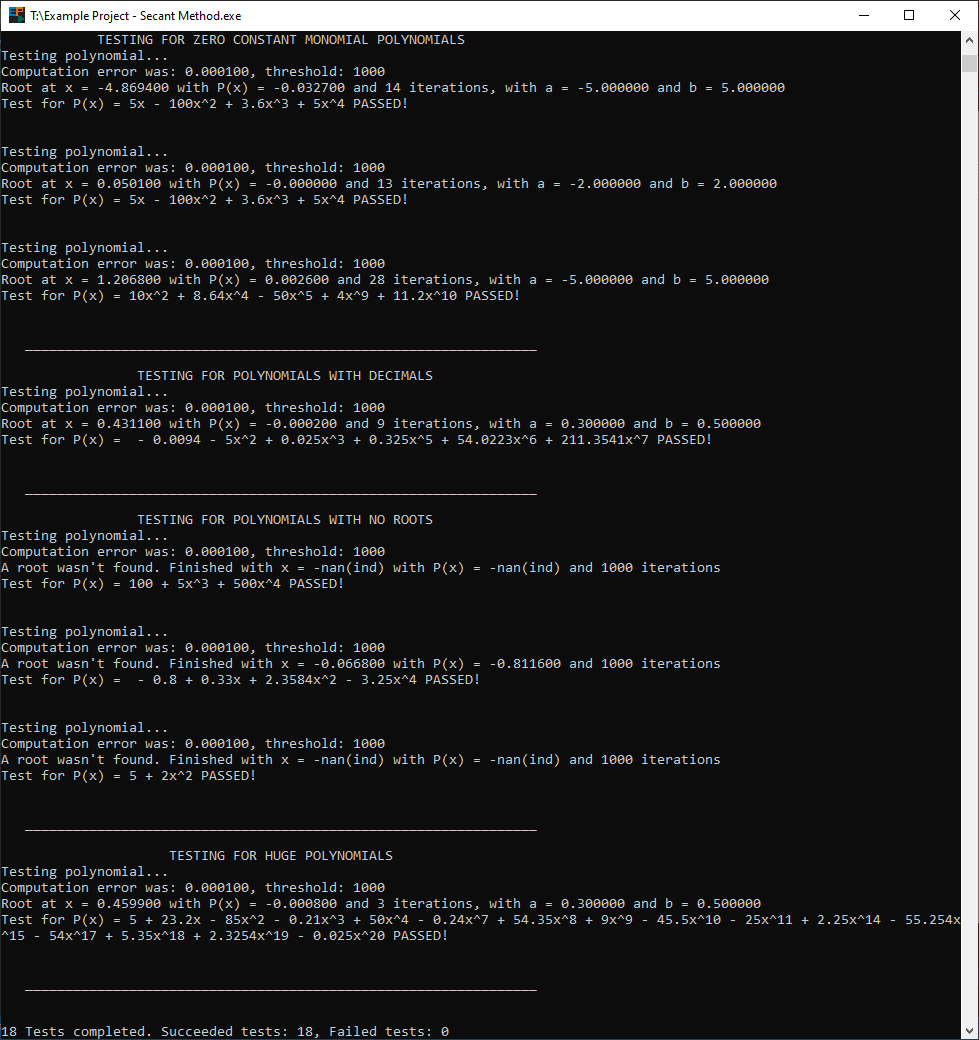 T:\Example Project - Secant Method.exe
TESTING FOR ZERO CONSTANT MONOMIAL POLYNOMIALS
Testing polynomial...
Computation error was: 0.000100, threshold: 1000
Root at x = -4.869400 with P(x) = -0.032700 and 14 iterations, with a = -5.000000 and b = 5.000000
Test for P(x) = 5x - 100x^2 + 3.6x^3 + 5x^4 PASSED!
Testing polynomial...
Computation error was: 0.000100, threshold: 1000
Root at x = 0.050100 with P(x) = -0.000000 and 13 iterations, with a = -2.000000 and b = 2.000000
Test for P(x) = 5x - 100x^2 + 3.6x^3 + 5x^4 PASSED!
Testing polynomial...
Computation error was: 0.000100, threshold: 1000
Root at x = 1.206800 with P(x) = 0.002600 and 28 iterations, with a = -5.000000 and b = 5.000000
Test for P(x) = 10x^2 + 8.64x^4 - 50x^5 + 4x^9 + 11.2x^10 PASSED!
________________________________________________________________
TESTING FOR POLYNOMIALS WITH DECIMALS
Testing polynomial...
Computation error was: 0.000100, threshold: 1000
Root at x = 0.431100 with P(x) = -0.000200 and 9 iterations, with a = 0.300000 and b = 0.500000
Test for P(x) =  - 0.0094 - 5x^2 + 0.025x^3 + 0.325x^5 + 54.0223x^6 + 211.3541x^7 PASSED!
________________________________________________________________
TESTING FOR POLYNOMIALS WITH NO ROOTS
Testing polynomial...
Computation error was: 0.000100, threshold: 1000
A root wasn't found. Finished with x = -nan(ind) with P(x) = -nan(ind) and 1000 iterations
Test for P(x) = 100 + 5x^3 + 500x^4 PASSED!
Testing polynomial...
Computation error was: 0.000100, threshold: 1000
A root wasn't found. Finished with x = -0.066800 with P(x) = -0.811600 and 1000 iterations
Test for P(x) =  - 0.8 + 0.33x + 2.3584x^2 - 3.25x^4 PASSED!
Testing polynomial...
Computation error was: 0.000100, threshold: 1000
A root wasn't found. Finished with x = -nan(ind) with P(x) = -nan(ind) and 1000 iterations
Test for P(x) = 5 + 2x^2 PASSED!
________________________________________________________________
TESTING FOR HUGE POLYNOMIALS
Testing polynomial...
Computation error was: 0.000100, threshold: 1000
Root at x = 0.459900 with P(x) = -0.000800 and 3 iterations, with a = 0.300000 and b = 0.500000
Test for P(x) = 5 + 23.2x - 85x^2 - 0.21x^3 + 50x^4 - 0.24x^7 + 54.35x^8 + 9x^9 - 45.5x^10 - 25x^11 + 2.25x^14 - 55.254x
^15 - 54x^17 + 5.35x^18 + 2.3254x^19 - 0.025x^20 PASSED!
________________________________________________________________
18 Tests completed. Succeeded tests: 18, Failed tests: 0